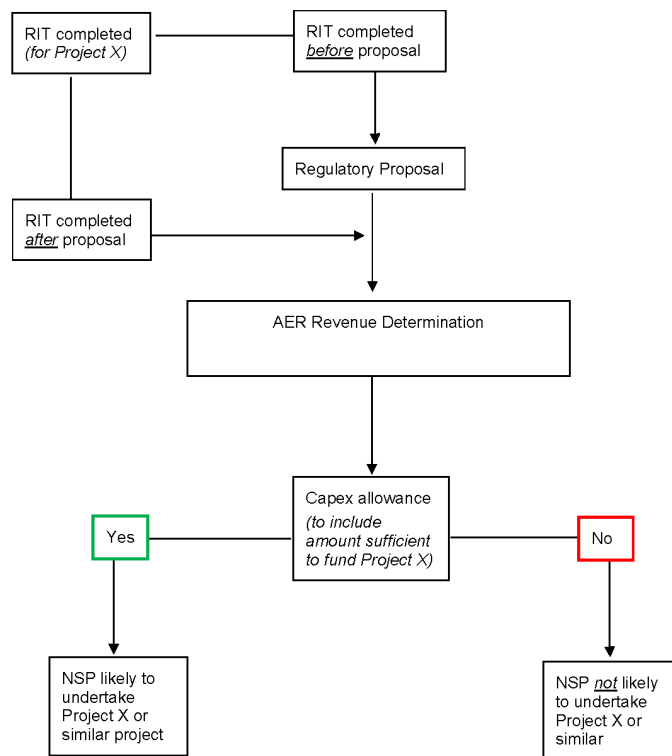 RIT completed
(for Project X)
RIT completed
before proposal
Regulatory Proposal
RIT completed
after proposal
AER Revenue Determination
Capex allowance
(to include
amount sufficient
to fund Project X)
Yes
No
NSP likely to
undertake
Project X or
similar project
NSP not likely
to undertake
Project X or
similar